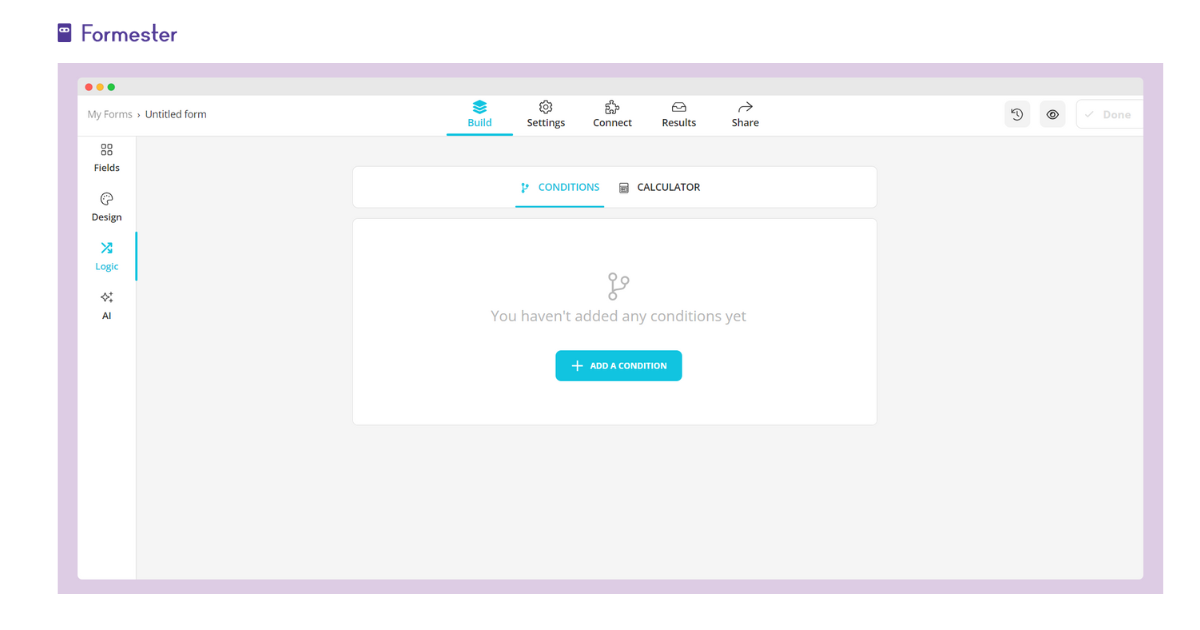 Formester
My Forms › Untitled form
Build
Settings
Connect
Results
Share
Done
Fields
Design
Logic
AI
CONDITIONS
CALCULATOR
You haven't added any conditions yet
+ ADD A CONDITION